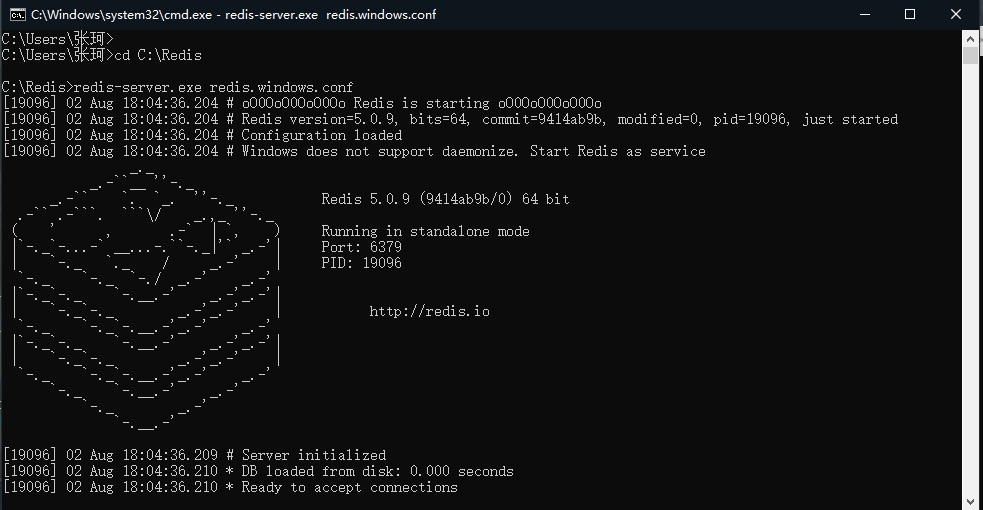 C:\Windows\system32\cmd.exe - redis-server.exe  redis.windows.conf
C:\Users\张珂>
C:\Users\张珂>cd C:\Redis
C:\Redis>redis-server.exe redis.windows.conf
[19096] 02 Aug 18:04:36.204 # oO0OoO0OoO0Oo Redis is starting oO0OoO0OoO0Oo
[19096] 02 Aug 18:04:36.204 # Redis version=5.0.9, bits=64, commit=9414ab9b, modified=0, pid=19096, just started
[19096] 02 Aug 18:04:36.204 # Configuration loaded
[19096] 02 Aug 18:04:36.204 # Windows does not support daemonize. Start Redis as service
Redis 5.0.9 (9414ab9b/0) 64 bit
Running in standalone mode
Port: 6379
PID: 19096
http://redis.io
[19096] 02 Aug 18:04:36.209 # Server initialized
[19096] 02 Aug 18:04:36.210 * DB loaded from disk: 0.000 seconds
[19096] 02 Aug 18:04:36.210 * Ready to accept connections